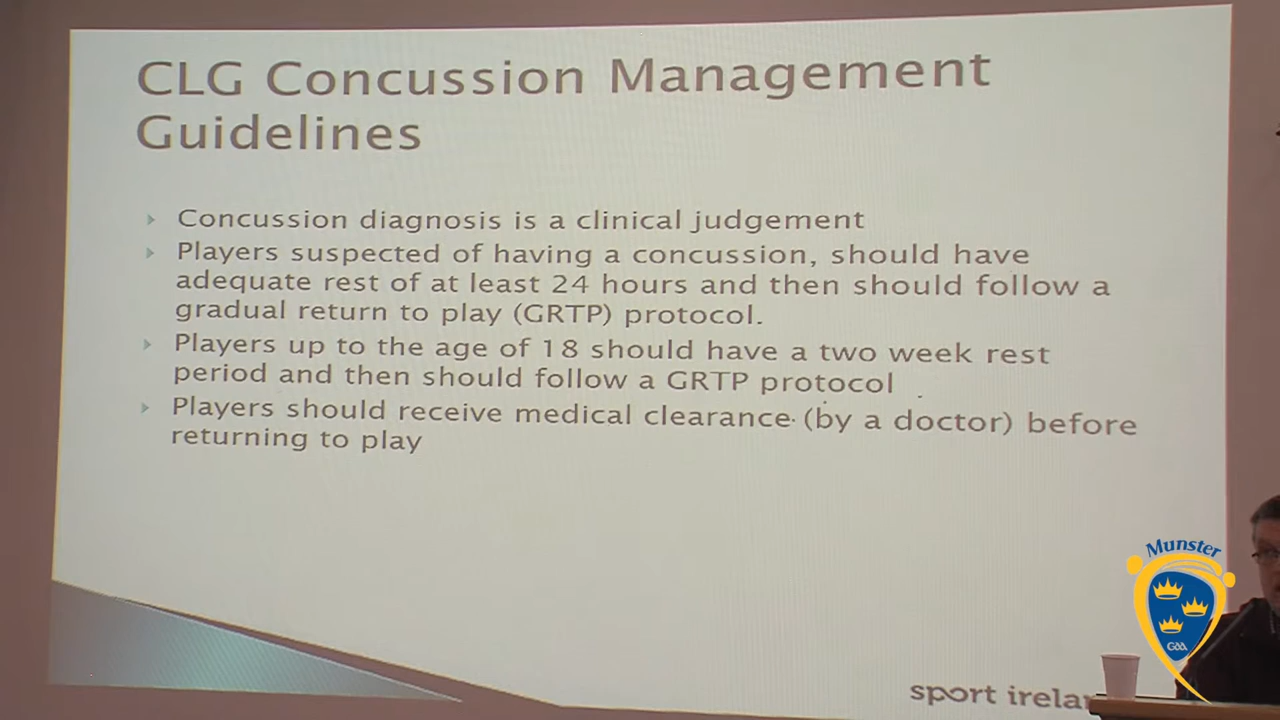 CLG Concussion Management
Guidelines
Concussion diagnosis is a clinical judgement
Players suspected of having a concussion, should have
adequate rest of at least 24 hours and then should follow a
gradual return to play (GRTP) protocol.
Players up to the age of 18 should have a two week rest
period and then should follow a GRTP protocol
Players should receive medical clearance (by a doctor) before
returning to play
Munster
GAA
sport irelan